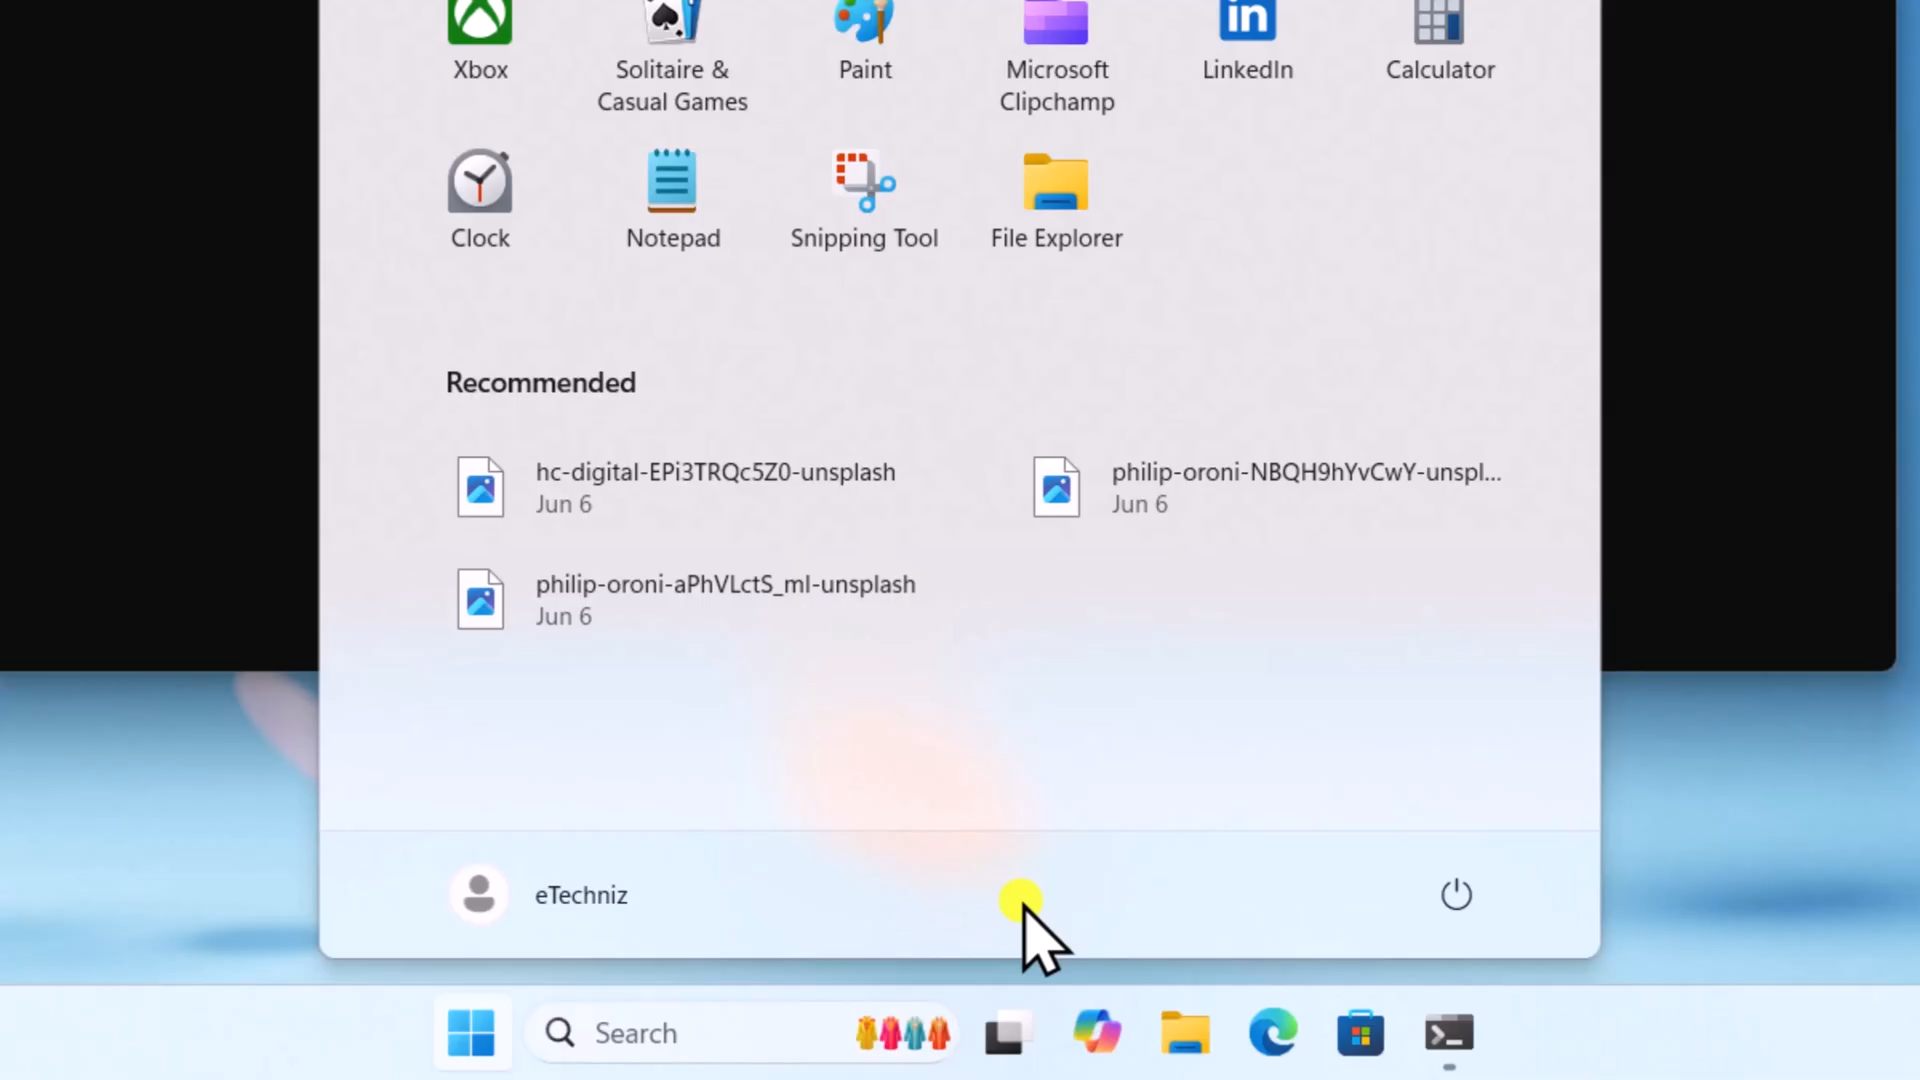 Xbox
Solitaire &
Casual Games
Paint
Microsoft
Clipchamp
LinkedIn
Calculator
Clock
Notepad
Snipping Tool
File Explorer
Recommended
hc-digital-EPi3TRQc5Z0-unsplash
Jun 6
philip-oroni-NBQH9hYvCwY-unspl...
Jun 6
philip-oroni-aPhVLctS_mI-unsplash
Jun 6
eTechniz
Search